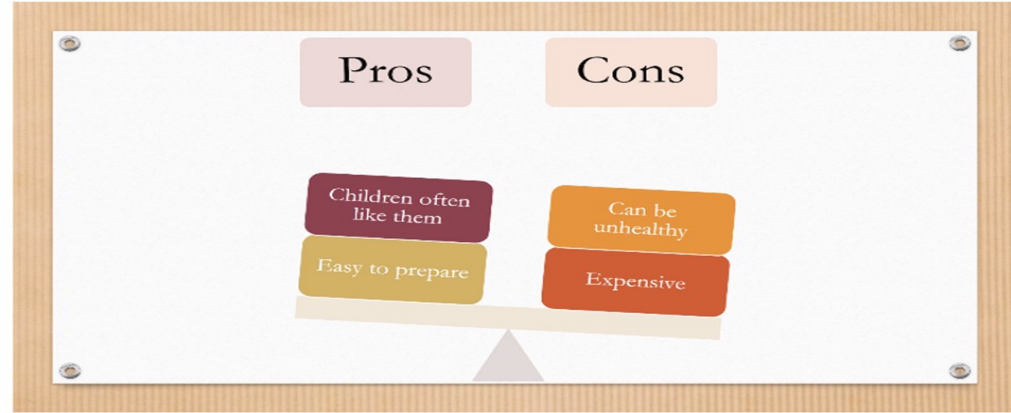 Pros
Cons
Children often
like them
Easy to prepare
Can be
unhealthy
Expensive